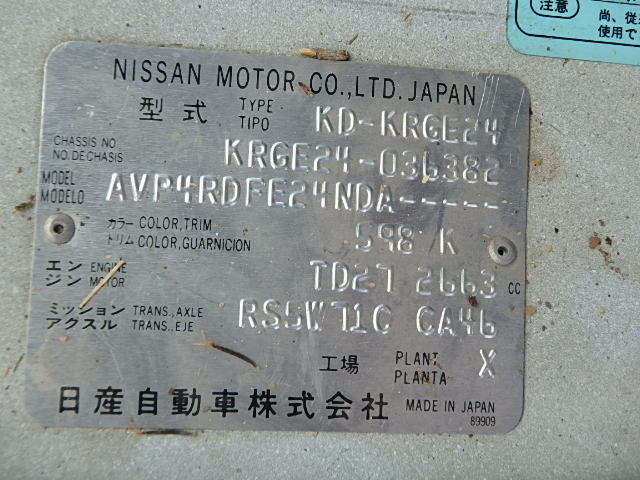 注意
尚、従
使用で
NISSAN MOTOR CO.,LTD. JAPAN
型式 TYPE TIPO KD-KRGE24
CHASSIS NO NO.DE CHASIS KRGE24-036382
MODEL MODELO AVP4RDFE24NDA-----
カラー COLOR,TRIM
トリム COLOR,GUARNICION 598 K
エンジン ENGINE MOTOR TD27 2663 CC
ミッション TRANS.,AXLE
アクスル TRANS.,EJE RS5W71C CA46
工場 PLANT PLANTA X
日産自動車株式会社 MADE IN JAPAN
89909